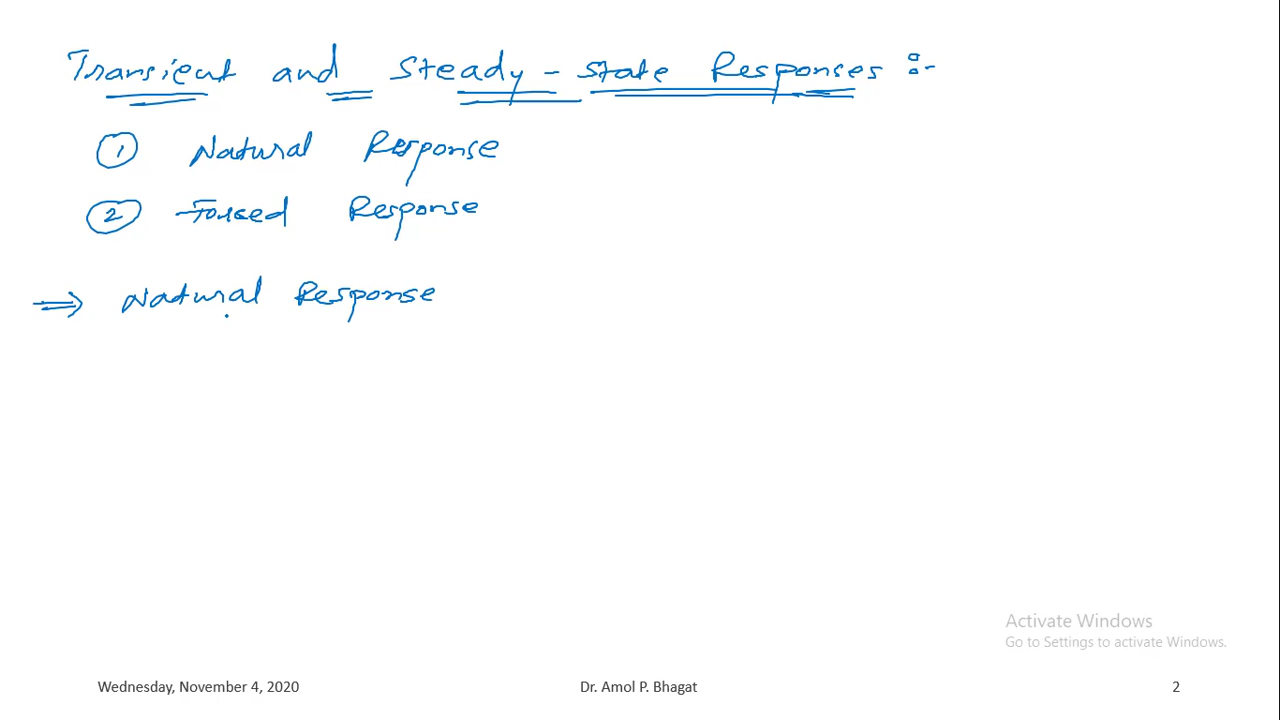 Transient and Steady-state Responses :-
① Natural Response
② Forced Response
⇒ Natural Response
Activate Windows
Go to Settings to activate Windows.
Wednesday, November 4, 2020 Dr. Amol P. Bhagat 2